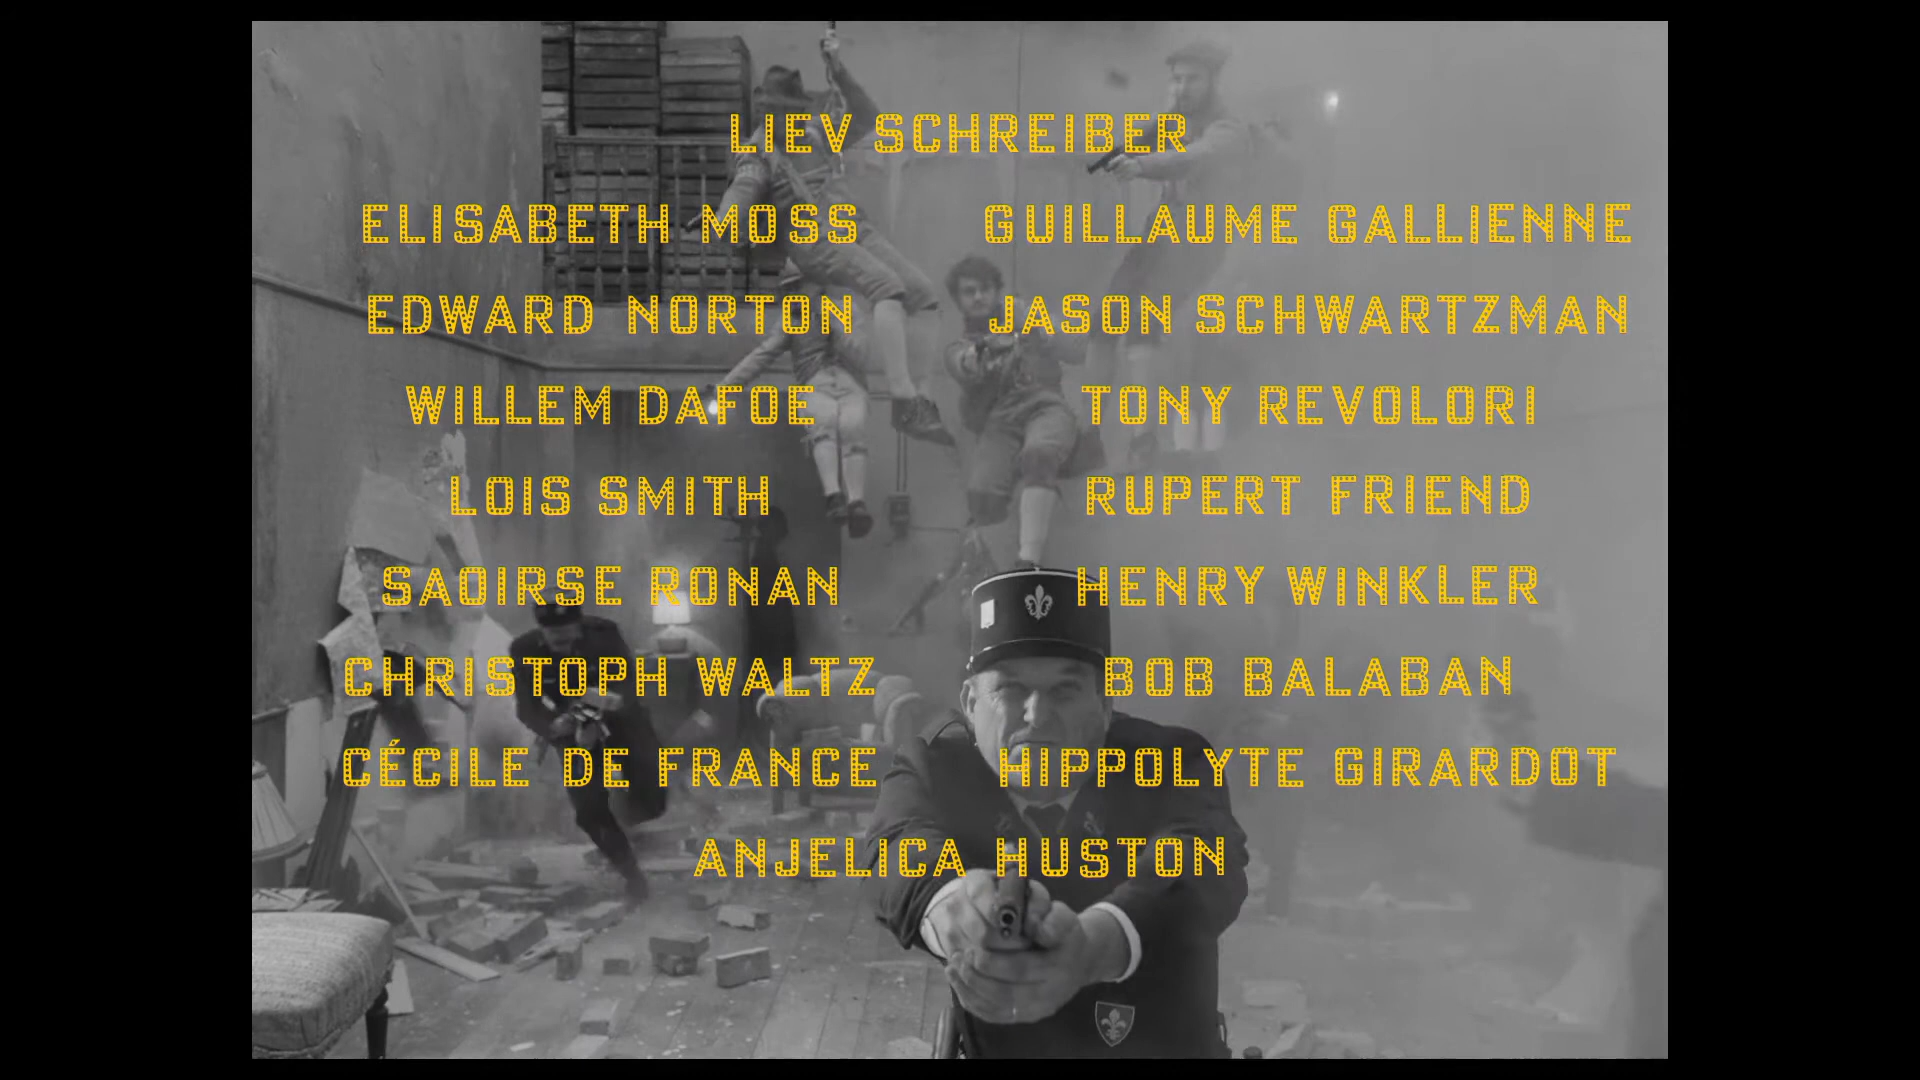 LIEV SCHREIBER
ELISABETH MOSS GUILLAUME GALLIENNE
EDWARD NORTON JASON SCHWARTZMAN
WILLEM DAFOE TONY REVOLORI
LOIS SMITH RUPERT FRIEND
SAOIRSE RONAN HENRY WINKLER
CHRISTOPH WALTZ BOB BALABAN
CÉCILE DE FRANCE HIPPOLYTE GIRARDOT
ANJELICA HUSTON